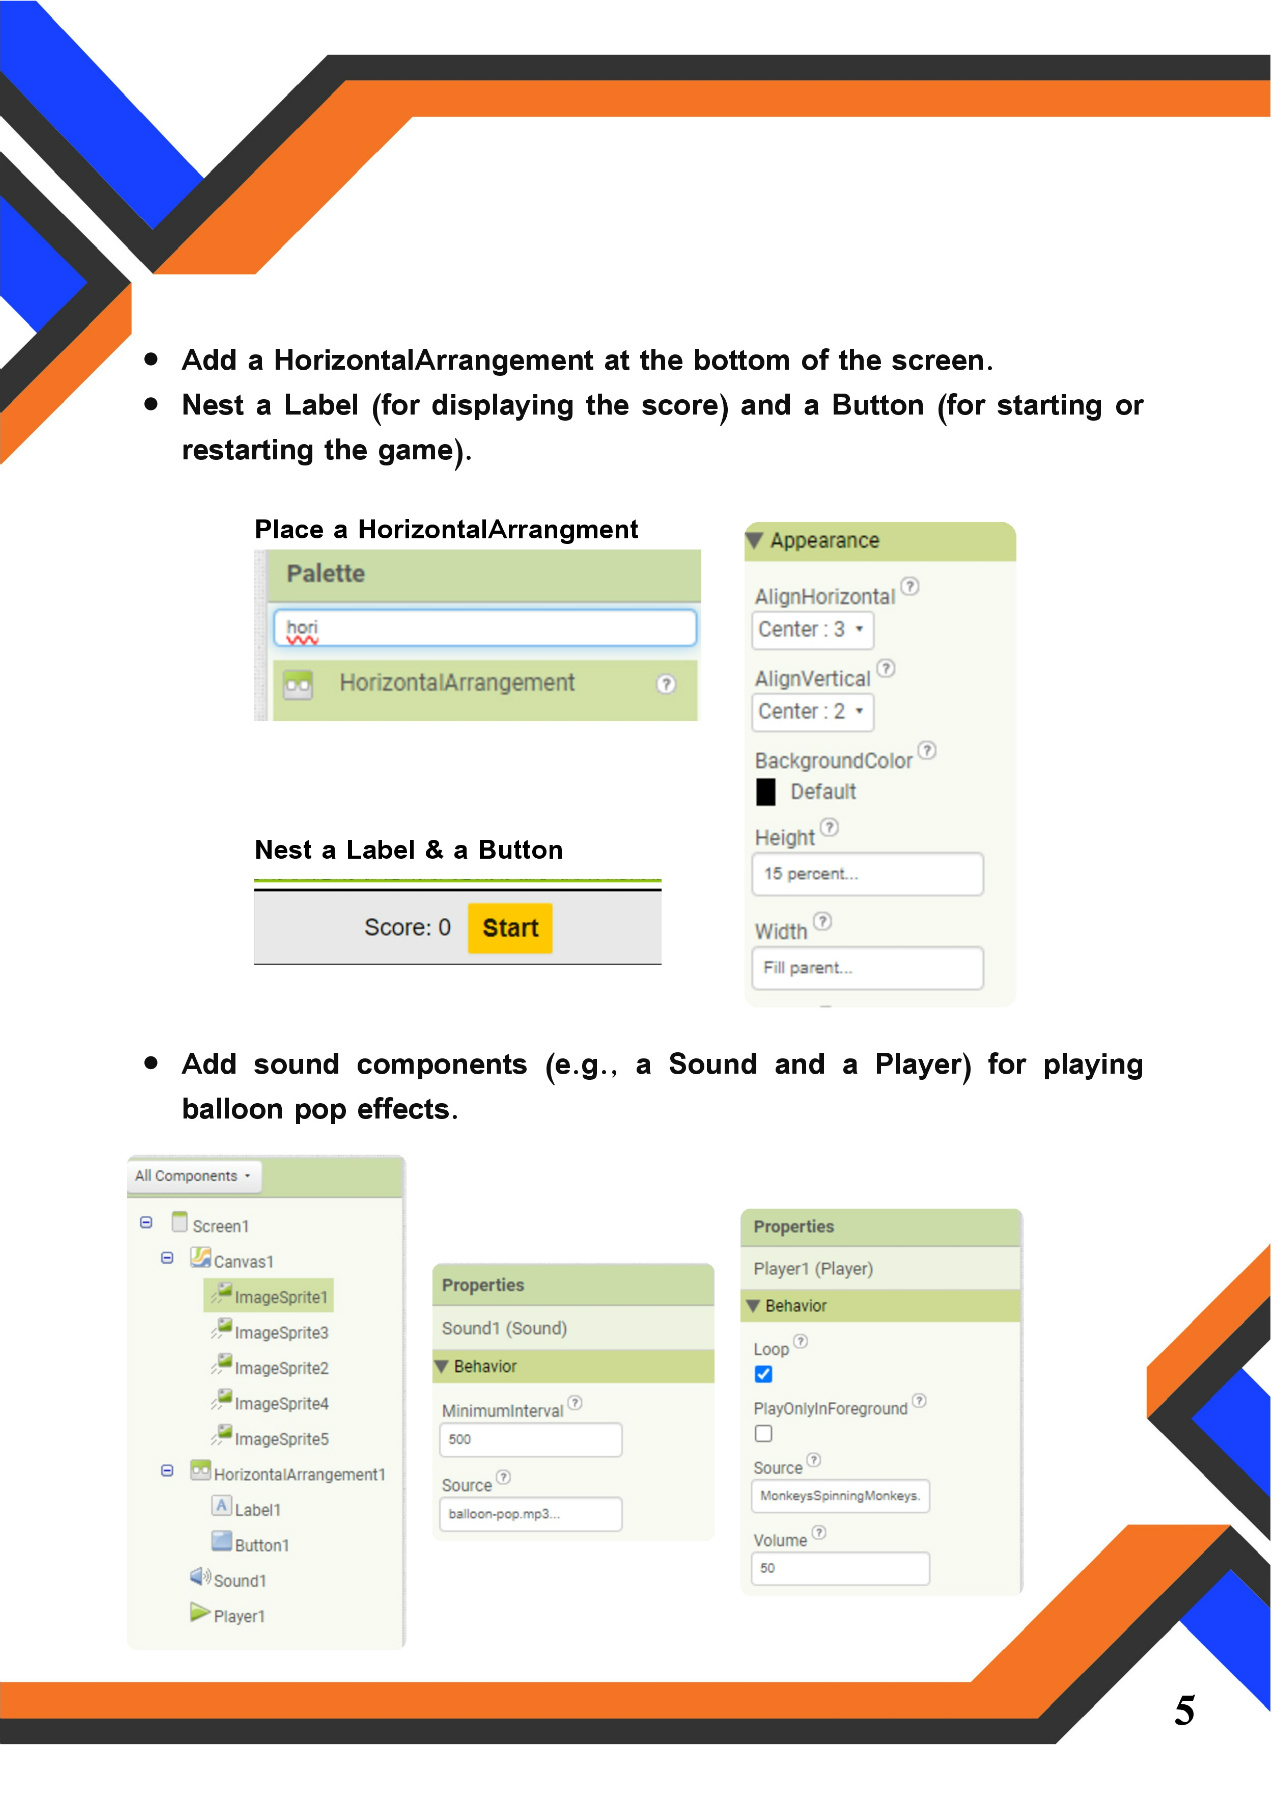 ● Add a HorizontalArrangement at the bottom of the screen.
● Nest a Label (for displaying the score) and a Button (for starting or
restarting the game).
Place a HorizontalArrangment
Palette
hori
HorizontalArrangement ?
Appearance
AlignHorizontal ?
Center : 3
AlignVertical ?
Center : 2
BackgroundColor ?
Default
Height ?
15 percent...
Width ?
Fill parent...
Nest a Label & a Button
Score: 0 Start
● Add sound components (e.g., a Sound and a Player) for playing
balloon pop effects.
All Components
Screen1
Canvas1
ImageSprite1
ImageSprite3
ImageSprite2
ImageSprite4
ImageSprite5
HorizontalArrangement1
A Label1
Button1
Sound1
Player1
Properties
Sound1 (Sound)
Behavior
MinimumInterval ?
500
Source ?
balloon-pop.mp3...
Properties
Player1 (Player)
Behavior
Loop ?
PlayOnlyInForeground ?
Source ?
MonkeysSpinningMonkeys.
Volume ?
50
5